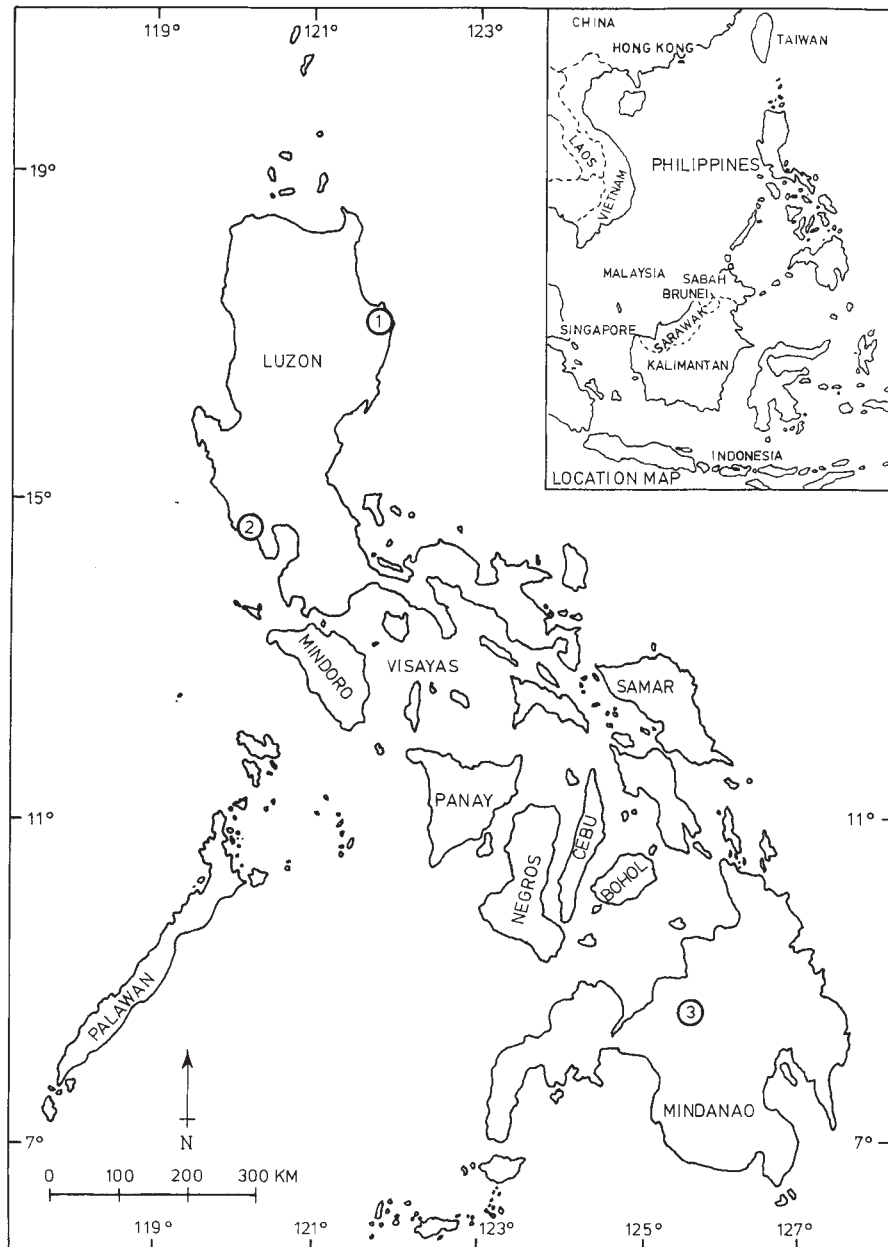 119° 121° 123°
CHINA
HONG KONG
TAIWAN
LAOS
VIETNAM
PHILIPPINES
MALAYSIA
SABAH
BRUNEI
SINGAPORE
SARAWAK
KALIMANTAN
INDONESIA
LOCATION MAP
19°
1
LUZON
15°
2
MINDORO
VISAYAS
SAMAR
PANAY
11° 11°
CEBU
NEGROS
BOHOL
PALAWAN
3
MINDANAO
N
7° 7°
0 100 200 300 KM
119° 121° 123° 125° 127°